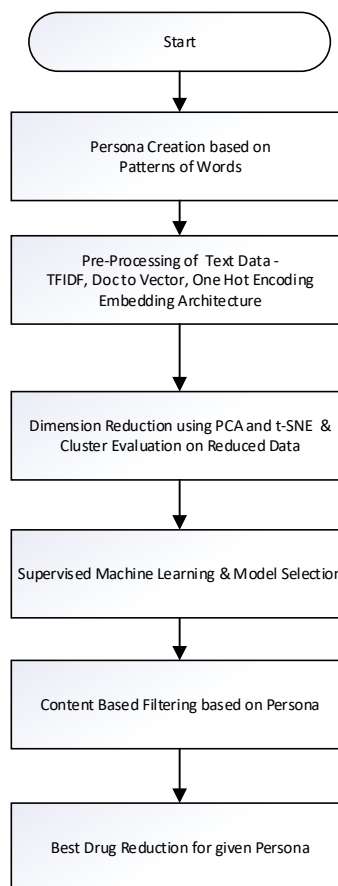 Start
Persona Creation based on
Patterns of Words
Pre-Processing of Text Data -
TFIDF, Doc to Vector, One Hot Encoding
Embedding Architecture
Dimension Reduction using PCA and t-SNE &
Cluster Evaluation on Reduced Data
Supervised Machine Learning & Model Selection
Content Based Filtering based on Persona
Best Drug Reduction for given Persona